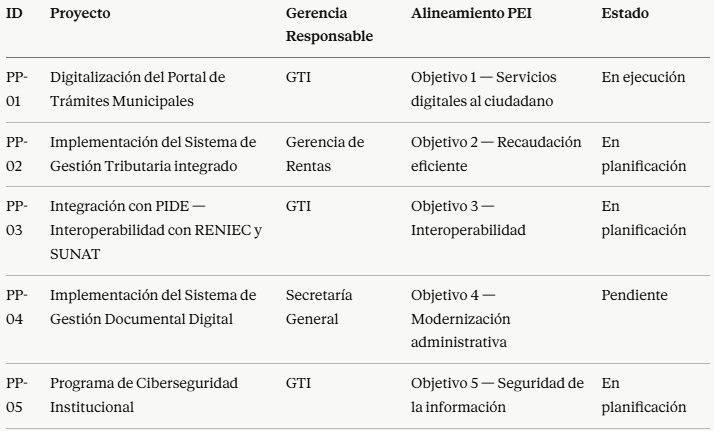 ID Proyecto Gerencia Responsable Alineamiento PEI Estado
PP-01 Digitalización del Portal de Trámites Municipales GTI Objetivo 1 — Servicios digitales al ciudadano En ejecución
PP-02 Implementación del Sistema de Gestión Tributaria integrado Gerencia de Rentas Objetivo 2 — Recaudación eficiente En planificación
PP-03 Integración con PIDE — Interoperabilidad con RENIEC y SUNAT GTI Objetivo 3 — Interoperabilidad En planificación
PP-04 Implementación del Sistema de Gestión Documental Digital Secretaría General Objetivo 4 — Modernización administrativa Pendiente
PP-05 Programa de Ciberseguridad Institucional GTI Objetivo 5 — Seguridad de la información En planificación